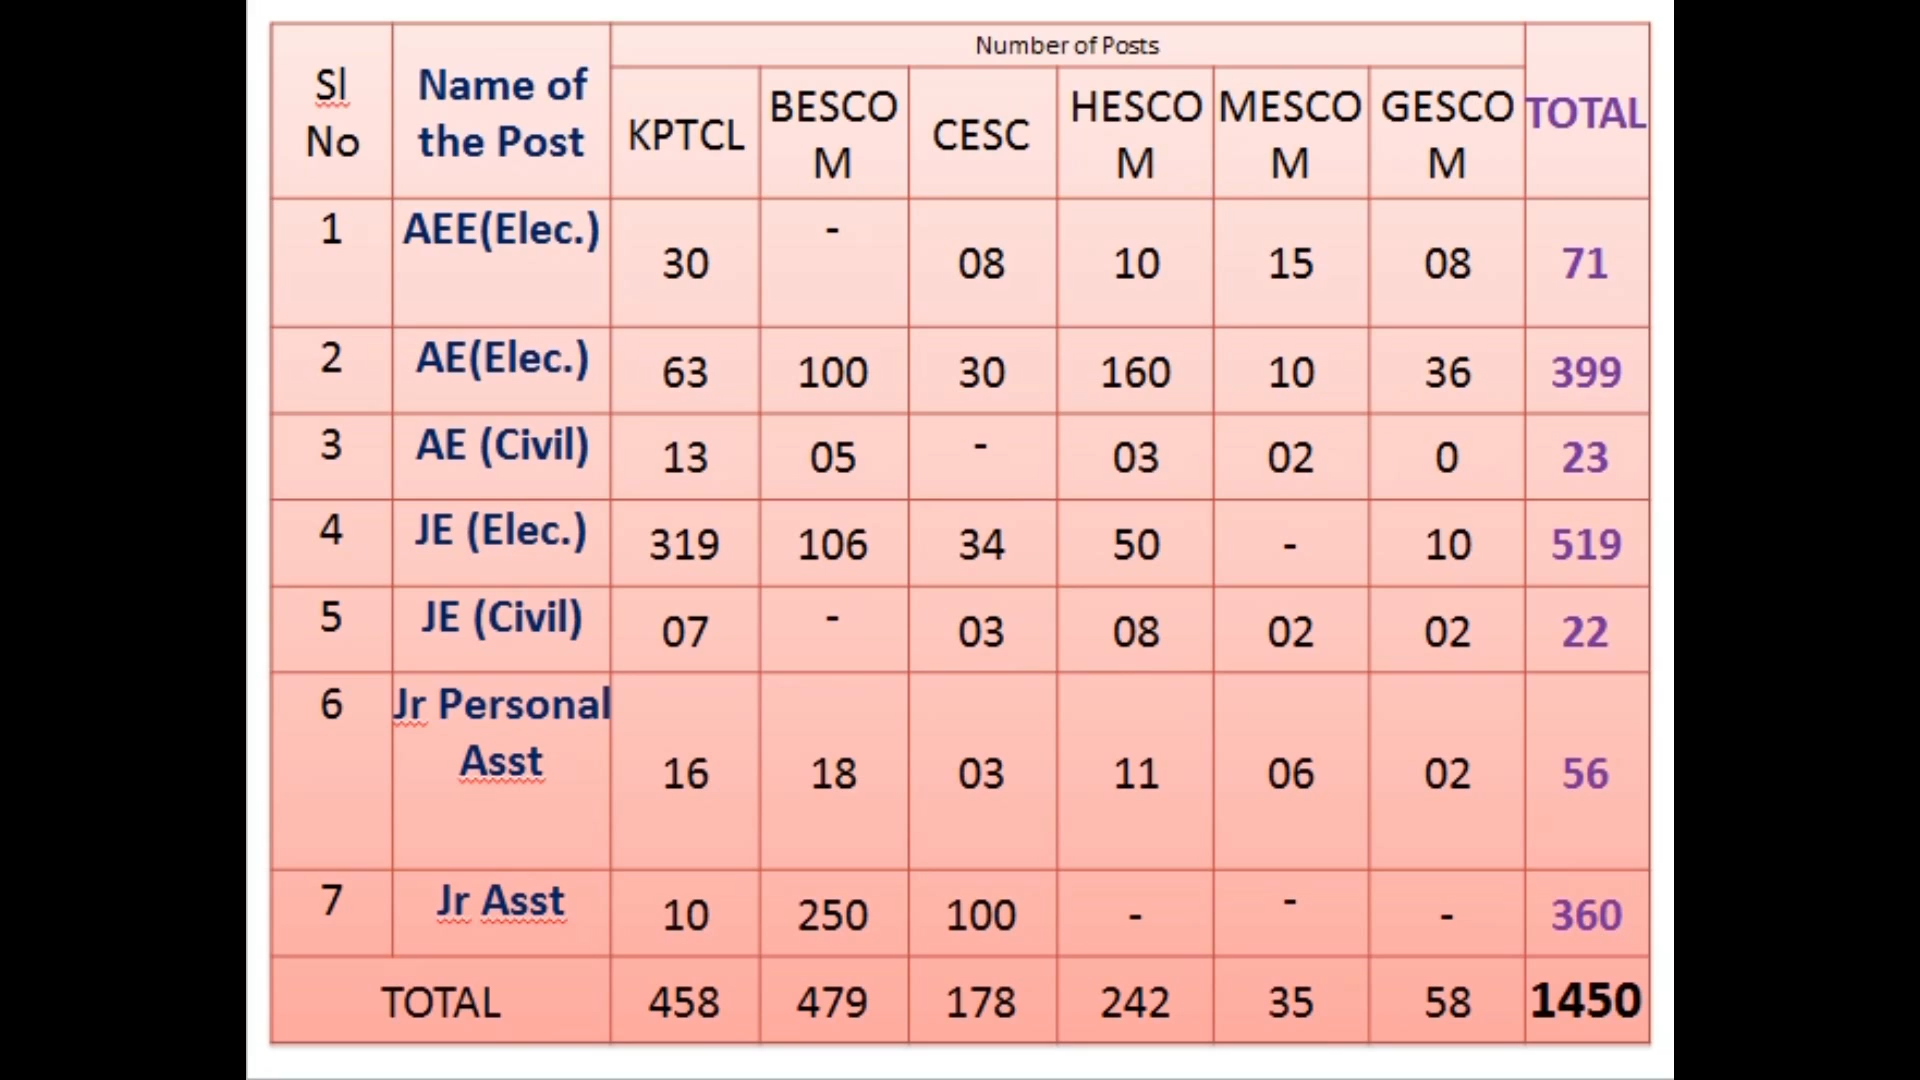 Sl No | Name of the Post | Number of Posts | TOTAL
KPTCL | BESCOM | CESC | HESCOM | MESCOM | GESCOM
1 | AEE(Elec.) | 30 | - | 08 | 10 | 15 | 08 | 71
2 | AE(Elec.) | 63 | 100 | 30 | 160 | 10 | 36 | 399
3 | AE (Civil) | 13 | 05 | - | 03 | 02 | 0 | 23
4 | JE (Elec.) | 319 | 106 | 34 | 50 | - | 10 | 519
5 | JE (Civil) | 07 | - | 03 | 08 | 02 | 02 | 22
6 | Jr Personal Asst | 16 | 18 | 03 | 11 | 06 | 02 | 56
7 | Jr Asst | 10 | 250 | 100 | - | - | - | 360
TOTAL | 458 | 479 | 178 | 242 | 35 | 58 | 1450